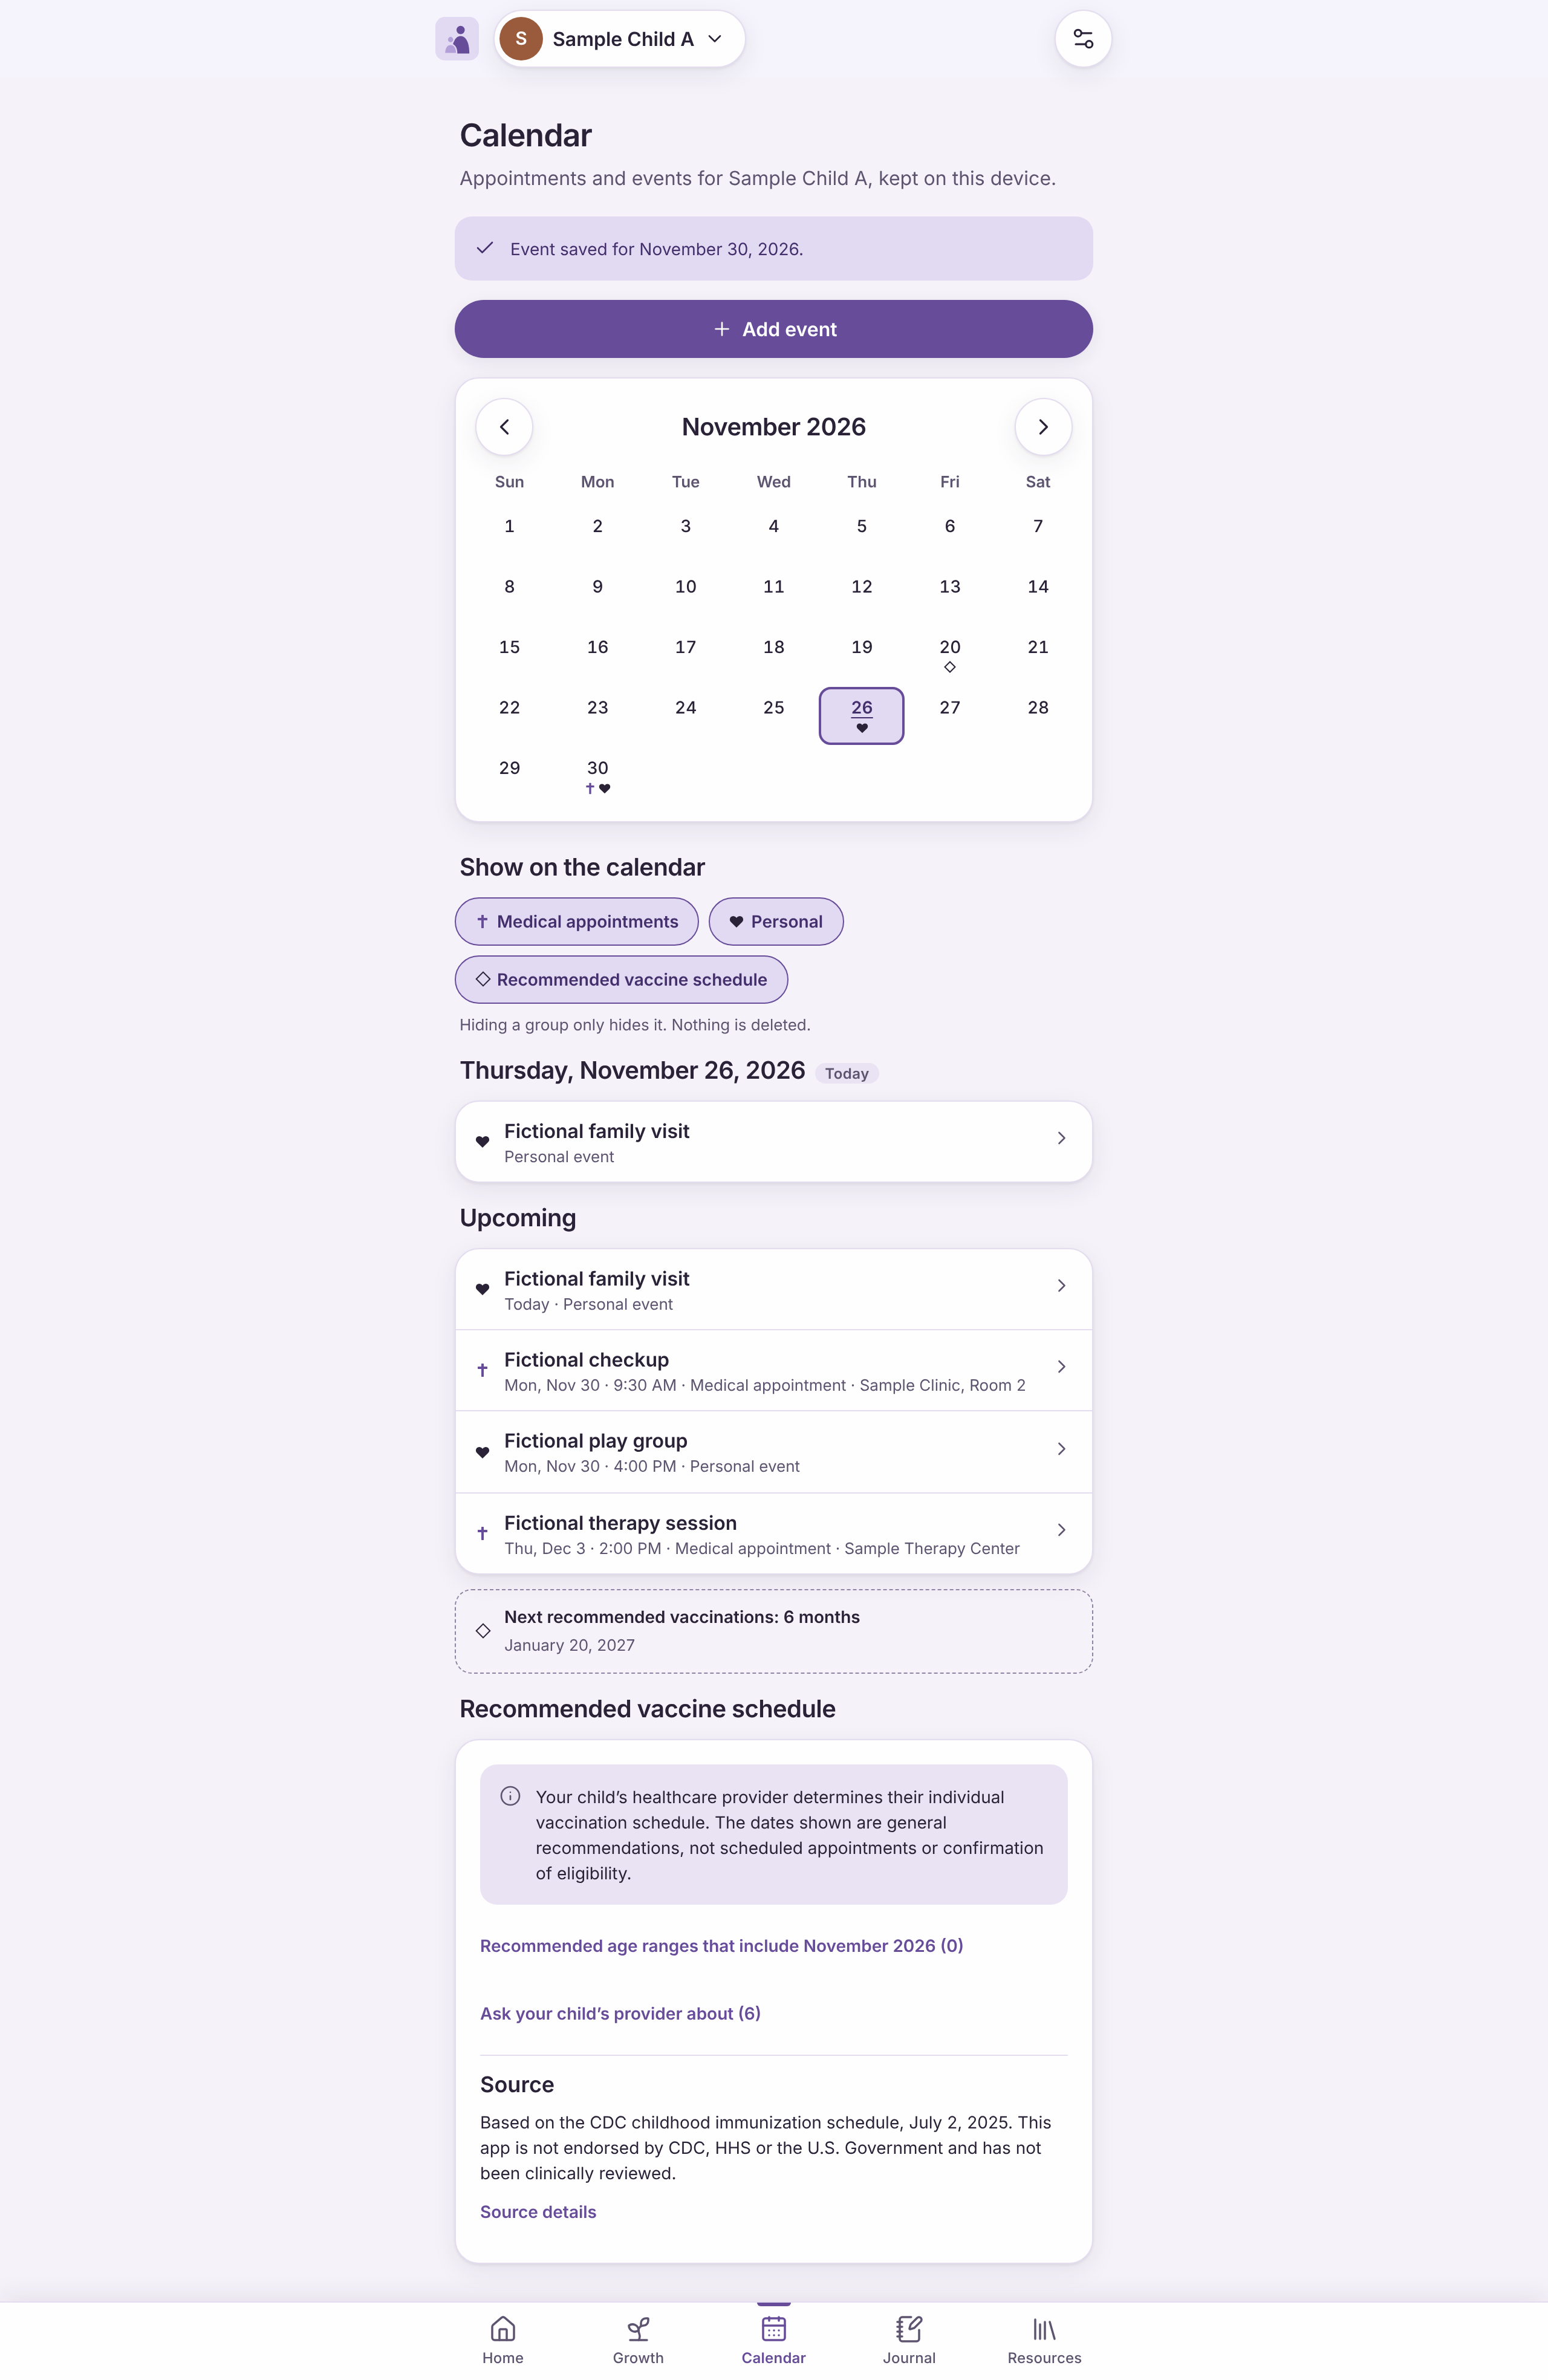 S Sample Child A
Calendar
Appointments and events for Sample Child A, kept on this device.
Event saved for November 30, 2026.
+ Add event
November 2026
Sun Mon Tue Wed Thu Fri Sat
1 2 3 4 5 6 7
8 9 10 11 12 13 14
15 16 17 18 19 20 21
22 23 24 25 26 27 28
29 30
Show on the calendar
Medical appointments Personal
Recommended vaccine schedule
Hiding a group only hides it. Nothing is deleted.
Thursday, November 26, 2026 Today
Fictional family visit
Personal event
Upcoming
Fictional family visit
Today · Personal event
Fictional checkup
Mon, Nov 30 · 9:30 AM · Medical appointment · Sample Clinic, Room 2
Fictional play group
Mon, Nov 30 · 4:00 PM · Personal event
Fictional therapy session
Thu, Dec 3 · 2:00 PM · Medical appointment · Sample Therapy Center
Next recommended vaccinations: 6 months
January 20, 2027
Recommended vaccine schedule
Your child’s healthcare provider determines their individual
vaccination schedule. The dates shown are general
recommendations, not scheduled appointments or confirmation
of eligibility.
Recommended age ranges that include November 2026 (0)
Ask your child’s provider about (6)
Source
Based on the CDC childhood immunization schedule, July 2, 2025. This
app is not endorsed by CDC, HHS or the U.S. Government and has not
been clinically reviewed.
Source details
Home Growth Calendar Journal Resources